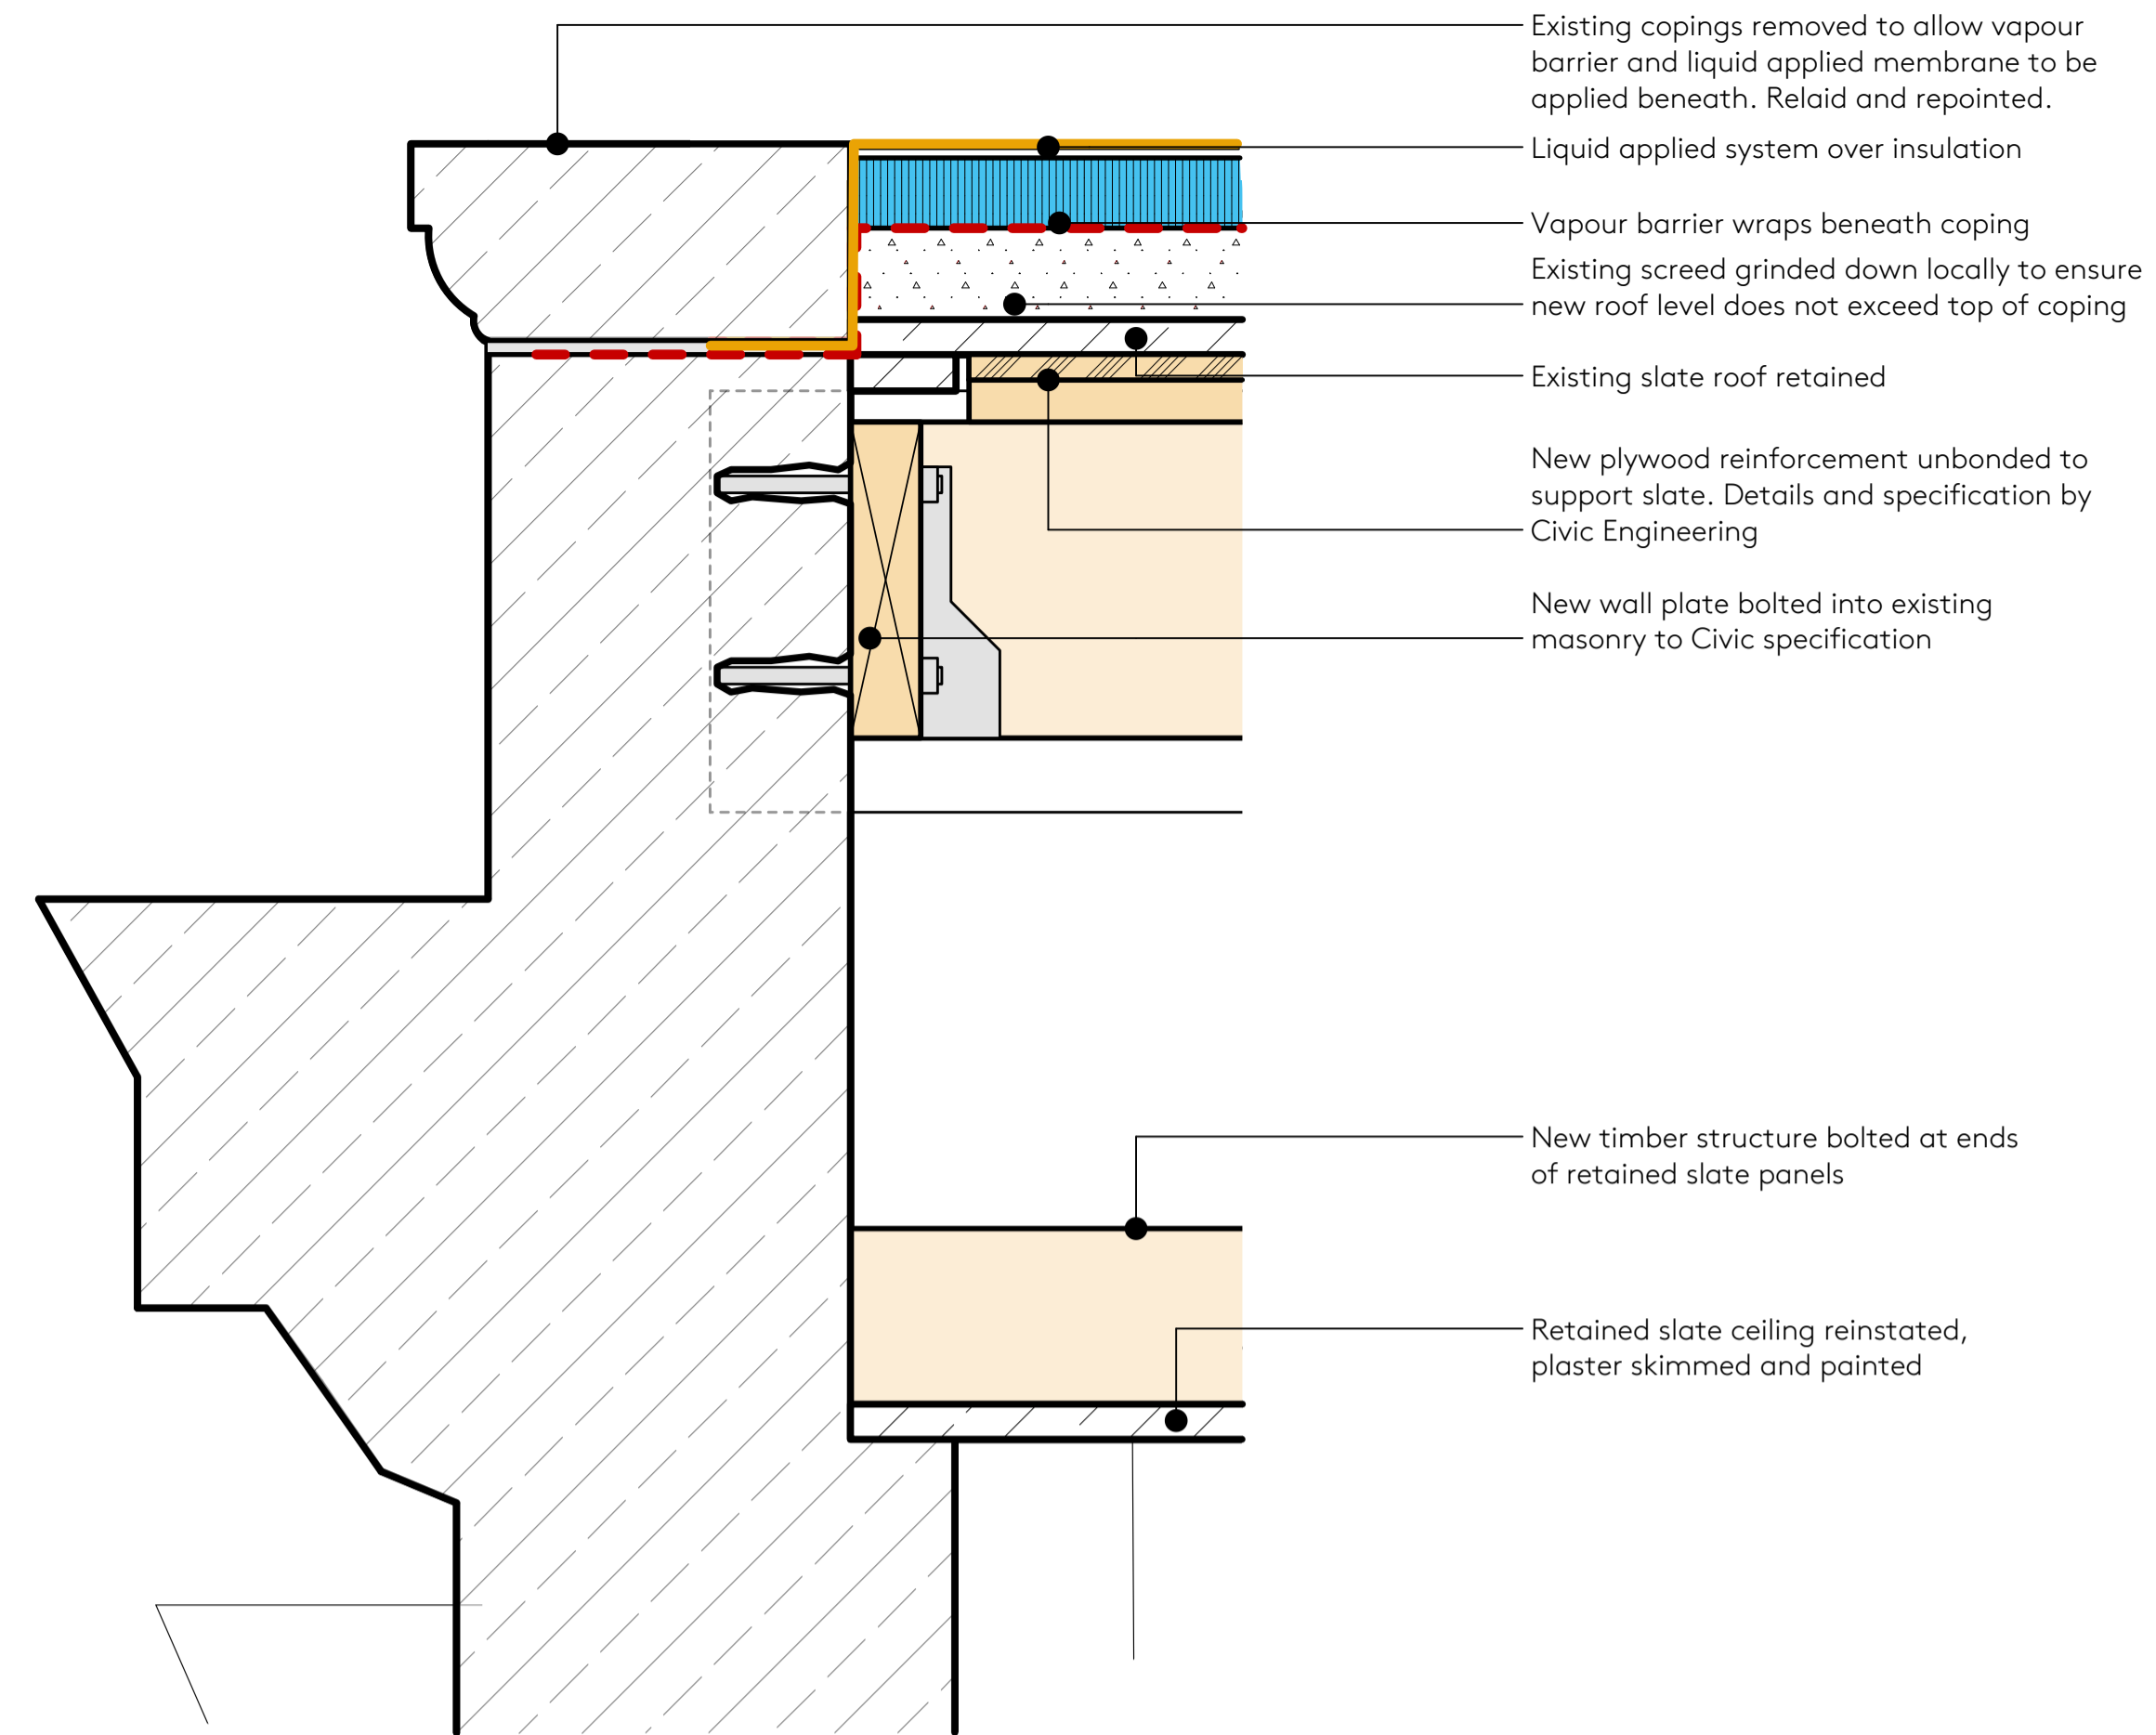 Existing copings removed to allow vapour
barrier and liquid applied membrane to be
applied beneath. Relaid and repointed.
Liquid applied system over insulation
Vapour barrier wraps beneath coping
Existing screed grinded down locally to ensure
new roof level does not exceed top of coping
Existing slate roof retained
New plywood reinforcement unbonded to
support slate. Details and specification by
Civic Engineering
New wall plate bolted into existing
masonry to Civic specification
New timber structure bolted at ends
of retained slate panels
Retained slate ceiling reinstated,
plaster skimmed and painted